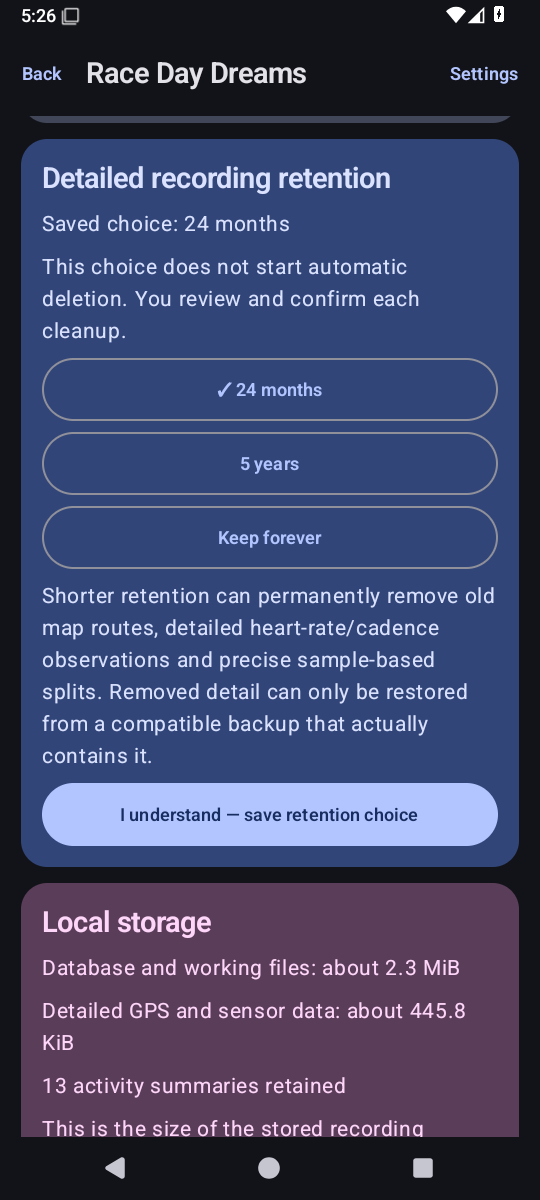 5:26
Back Race Day Dreams Settings
Detailed recording retention
Saved choice: 24 months
This choice does not start automatic
deletion. You review and confirm each
cleanup.
✓ 24 months
5 years
Keep forever
Shorter retention can permanently remove old
map routes, detailed heart-rate/cadence
observations and precise sample-based
splits. Removed detail can only be restored
from a compatible backup that actually
contains it.
I understand — save retention choice
Local storage
Database and working files: about 2.3 MiB
Detailed GPS and sensor data: about 445.8
KiB
13 activity summaries retained
This is the size of the stored recording